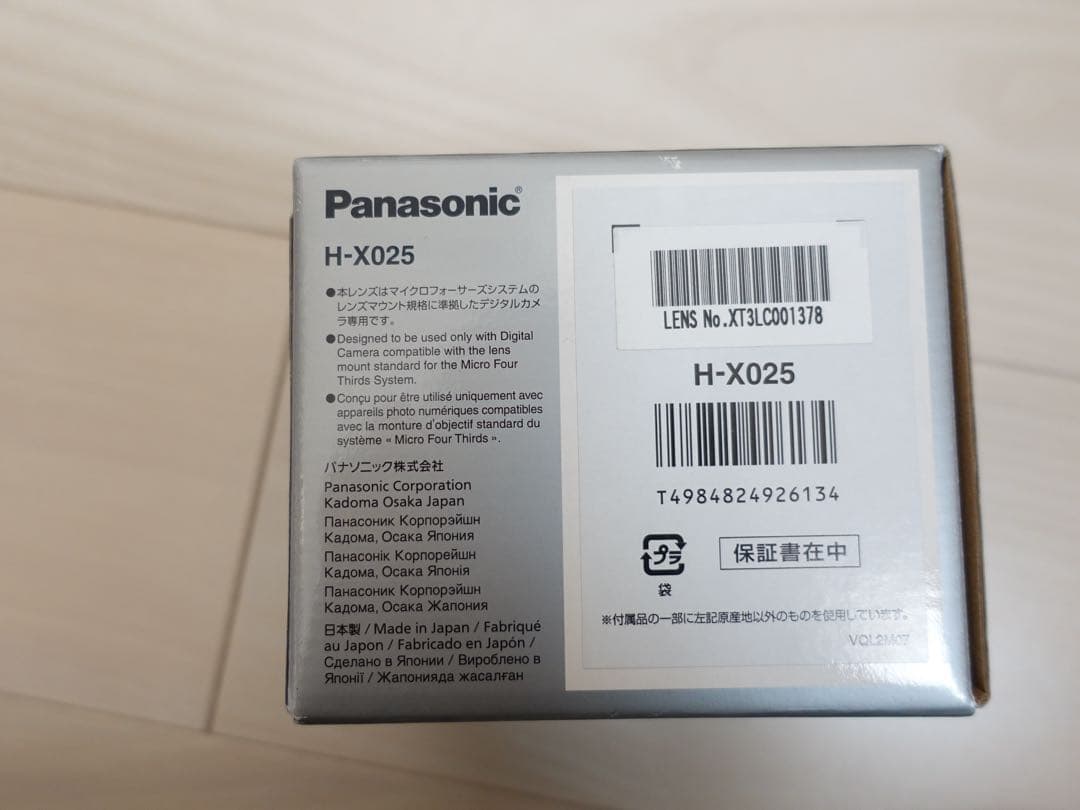 Panasonic®
H-X025
●本レンズはマイクロフォーサーズシステムの
レンズマウント規格に準拠したデジタルカメ
ラ専用です。
●Designed to be used only with Digital
Camera compatible with the lens
mount standard for the Micro Four
Thirds System.
●Conçu pour être utilisé uniquement avec
appareils photo numériques compatibles
avec la monture d'objectif standard du
système « Micro Four Thirds ».
パナソニック株式会社
Panasonic Corporation
Kadoma Osaka Japan
Панасоник Корпорэйшн
Кадома, Осака Япония
Панасонік Корпорейшн
Кадома, Осака Японія
Панасоник Корпорэйшн
Кадома, Осака Жапония
日本製 / Made in Japan / Fabriqué
au Japon / Fabricado en Japón /
Сделано в Японии / Вироблено в
Японії / Жапонияда жасалған
LENS No.XT3LC001378
H-X025
T4984824926134
プラ
袋
保証書在中
※付属品の一部に左記原産地以外のものを使用しています。
VQL2M07